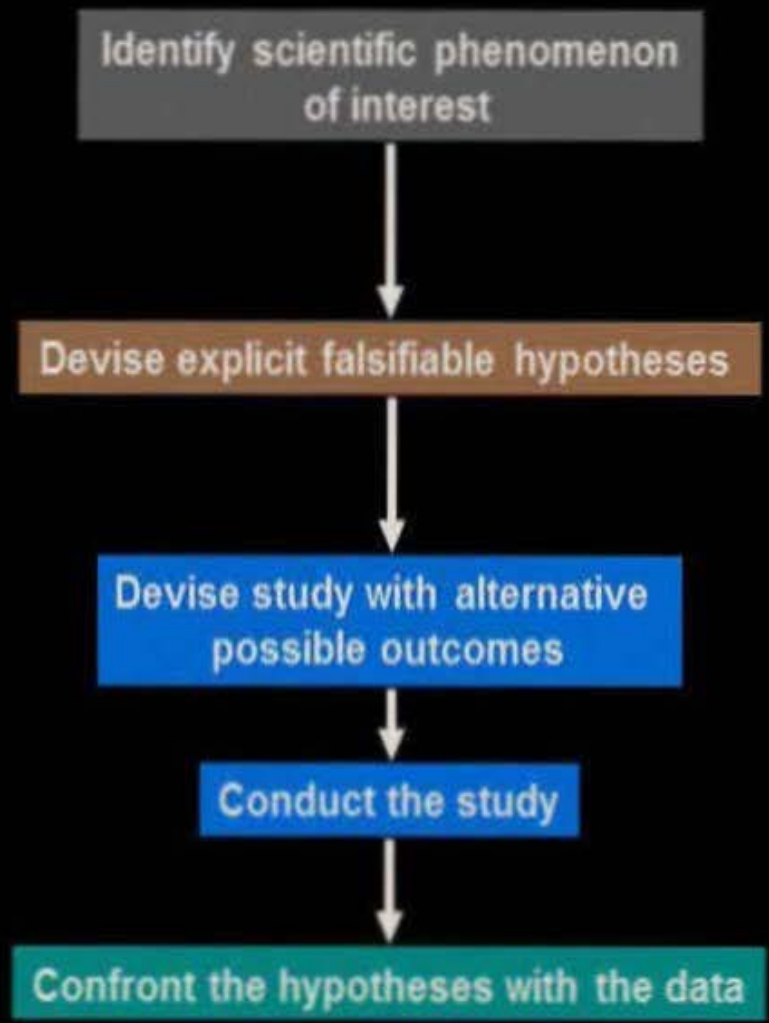 Identify scientific phenomenon
of interest
Devise explicit falsifiable hypotheses
Devise study with alternative
possible outcomes
Conduct the study
Confront the hypotheses with the data